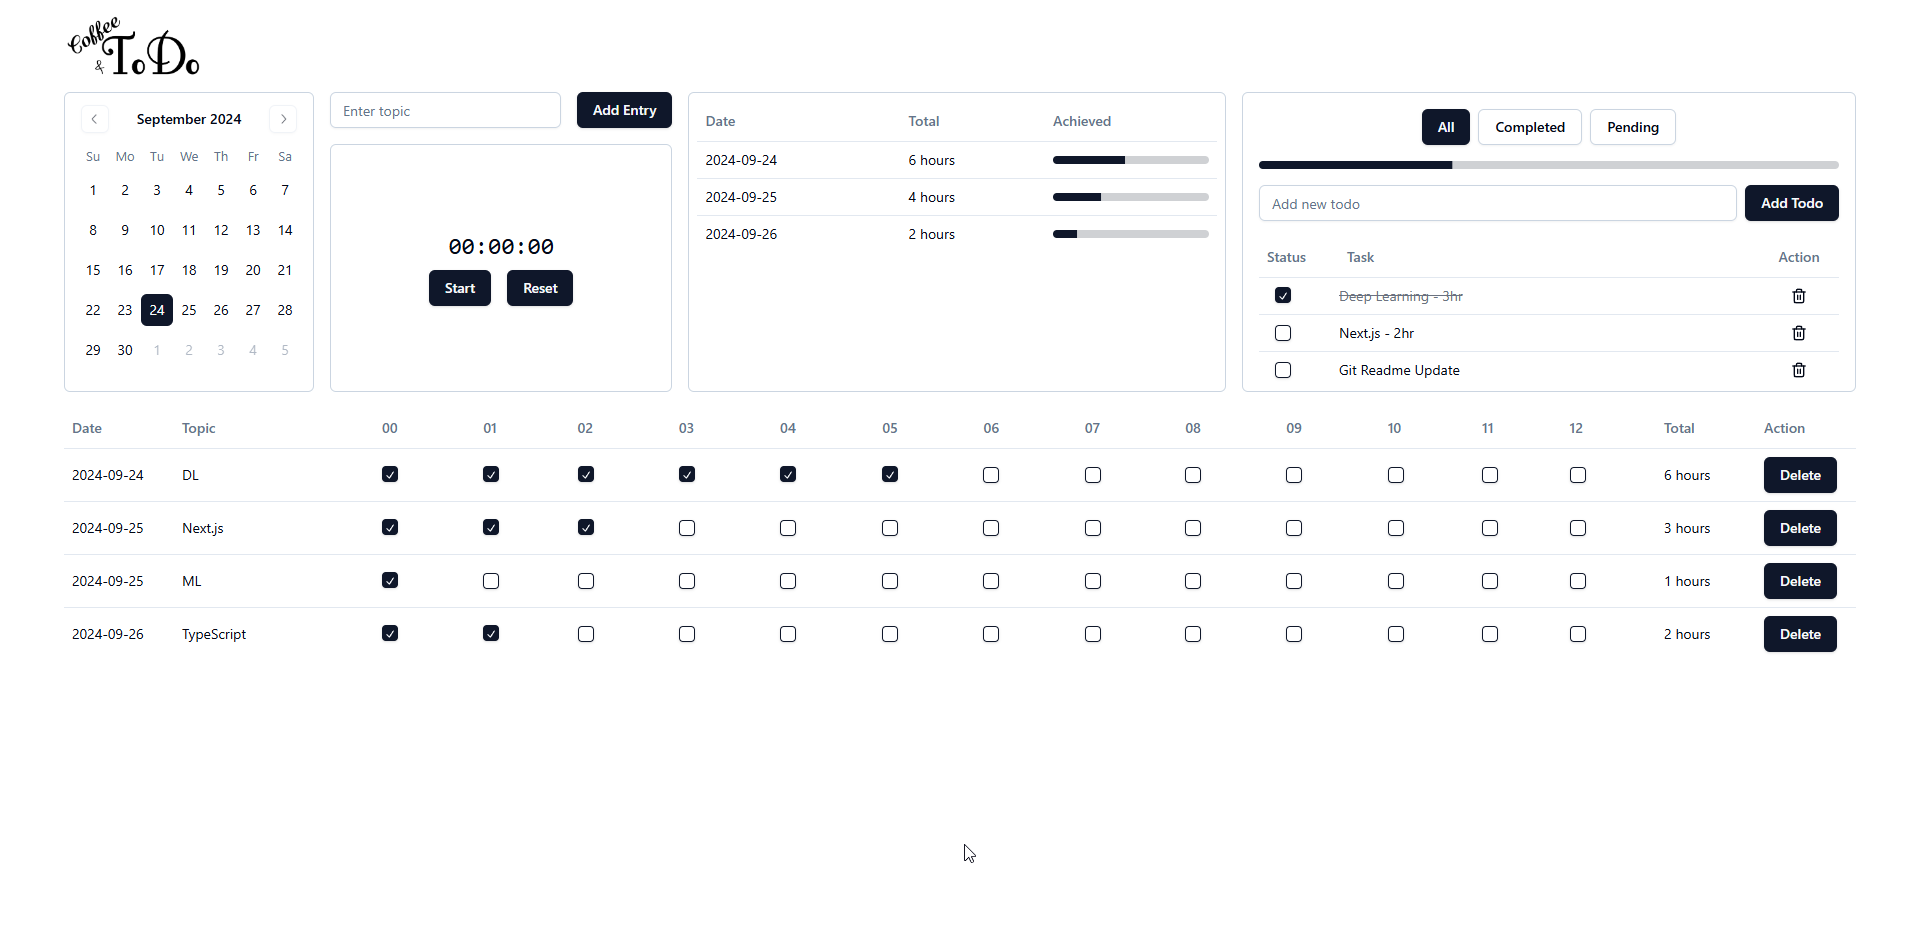 Coffee
& ToDo
September 2024
Su Mo Tu We Th Fr Sa
1 2 3 4 5 6 7
8 9 10 11 12 13 14
15 16 17 18 19 20 21
22 23 24 25 26 27 28
29 30 1 2 3 4 5
Enter topic
Add Entry
00:00:00
Start Reset
Date Total Achieved
2024-09-24 6 hours
2024-09-25 4 hours
2024-09-26 2 hours
All Completed Pending
Add new todo
Add Todo
Status Task Action
Deep Learning - 3hr
Next.js - 2hr
Git Readme Update
Date Topic 00 01 02 03 04 05 06 07 08 09 10 11 12 Total Action
2024-09-24 DL 6 hours Delete
2024-09-25 Next.js 3 hours Delete
2024-09-25 ML 1 hours Delete
2024-09-26 TypeScript 2 hours Delete